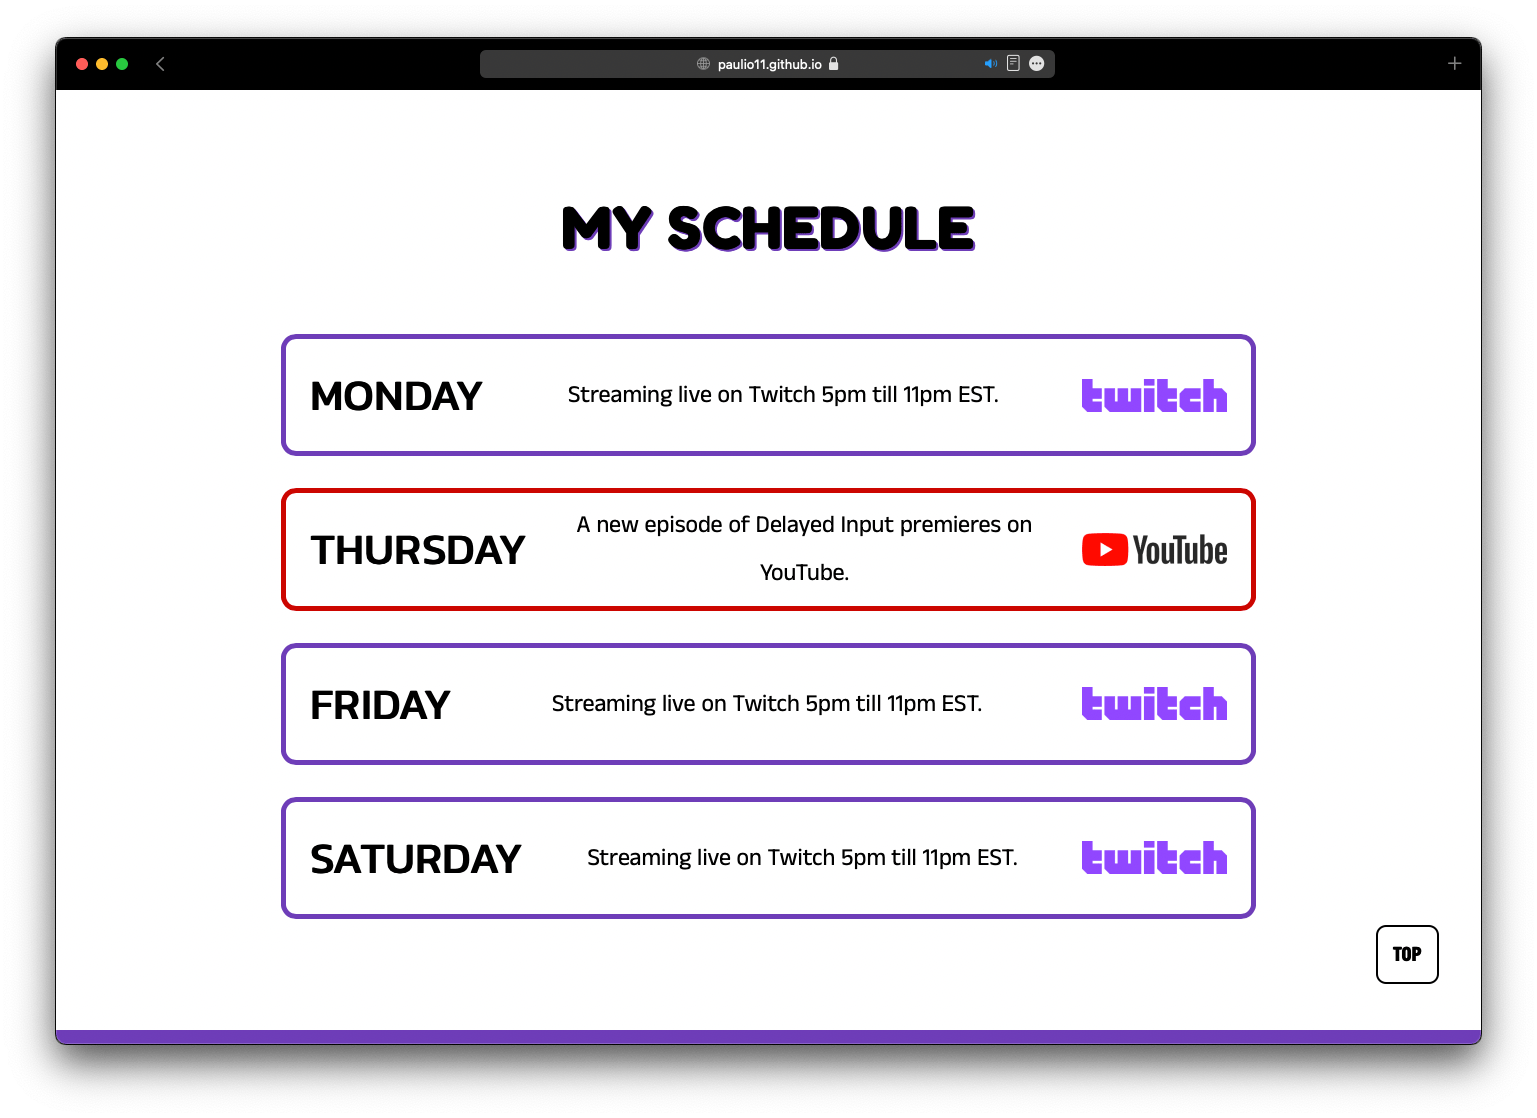 paulio11.github.io
MY SCHEDULE
MONDAY
Streaming live on Twitch 5pm till 11pm EST.
twitch
THURSDAY
A new episode of Delayed Input premieres on
YouTube.
YouTube
FRIDAY
Streaming live on Twitch 5pm till 11pm EST.
twitch
SATURDAY
Streaming live on Twitch 5pm till 11pm EST.
twitch
TOP